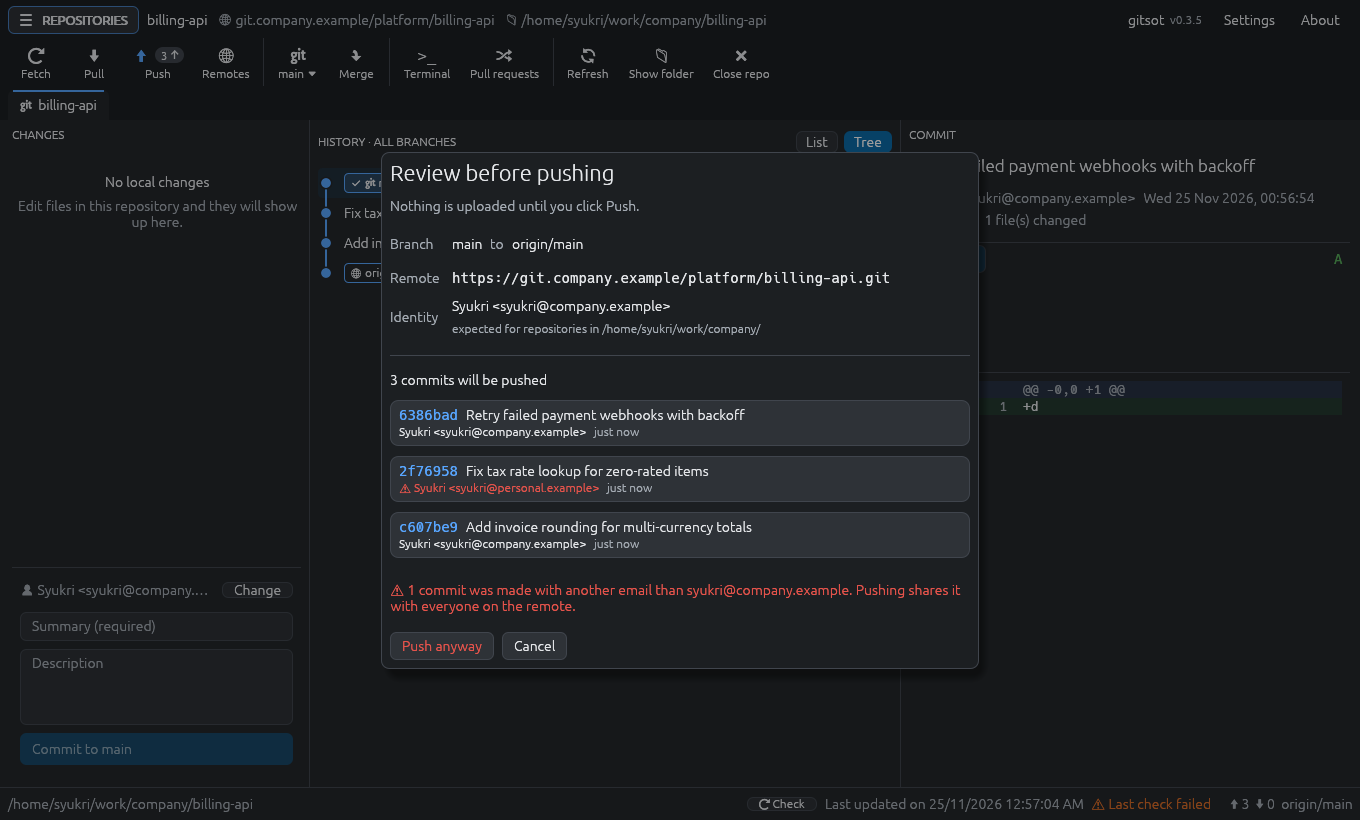 REPOSITORIES billing-api git.company.example/platform/billing-api /home/syukri/work/company/billing-api gitsot v0.3.5 Settings About
Fetch Pull 3 Push Remotes git main Merge >_ Terminal Pull requests Refresh Show folder Close repo
git billing-api
CHANGES
No local changes
Edit files in this repository and they will show
up here.
Syukri <syukri@company.… Change
Summary (required)
Description
Commit to main
HISTORY · ALL BRANCHES List Tree
git
Fix tax
Add in
Review before pushing
Nothing is uploaded until you click Push.
Branch main to origin/main
Remote https://git.company.example/platform/billing-api.git
Identity Syukri <syukri@company.example>
expected for repositories in /home/syukri/work/company/
3 commits will be pushed
6386bad Retry failed payment webhooks with backoff
Syukri <syukri@company.example> just now
2f76958 Fix tax rate lookup for zero-rated items
Syukri <syukri@personal.example> just now
c607be9 Add invoice rounding for multi-currency totals
Syukri <syukri@company.example> just now
1 commit was made with another email than syukri@company.example. Pushing shares it
with everyone on the remote.
Push anyway Cancel
COMMIT
led payment webhooks with backoff
ukri@company.example> Wed 25 Nov 2026, 00:56:54
1 file(s) changed
A
@@ -0,0 +1 @@
1 +d
/home/syukri/work/company/billing-api Check Last updated on 25/11/2026 12:57:04 AM Last check failed 3 0 origin/main